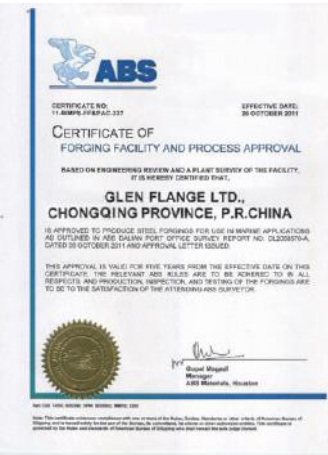 ABS
CERTIFICATE NO:
EFFECTIVE DATE:
26 OCTOBER 2011
CERTIFICATE OF
FORGING FACILITY AND PROCESS APPROVAL
BASED ON ENGINEERING REVIEW AND A PLANT SURVEY OF THE FACILITY,
IT IS HEREBY CERTIFIED THAT,
GLEN FLANGE LTD.,
CHONGQING PROVINCE, P.R.CHINA
IS APPROVED TO PRODUCE STEEL FORGINGS FOR USE IN MARINE APPLICATIONS
AS OUTLINED IN ABS DALIAN PORT OFFICE SURVEY REPORT NO.
DATED 26 OCTOBER 2011 AND APPROVAL LETTER ISSUED.
THIS APPROVAL IS VALID FOR FIVE YEARS FROM THE EFFECTIVE DATE ON THIS
CERTIFICATE. THE RELEVANT ABS RULES ARE TO BE ADHERED TO IN ALL
RESPECTS, AND PRODUCTION, INSPECTION, AND TESTING OF THE FORGINGS ARE
TO BE TO THE SATISFACTION OF THE ATTENDING ABS SURVEYOR.
Manager
ABS Materials, Houston